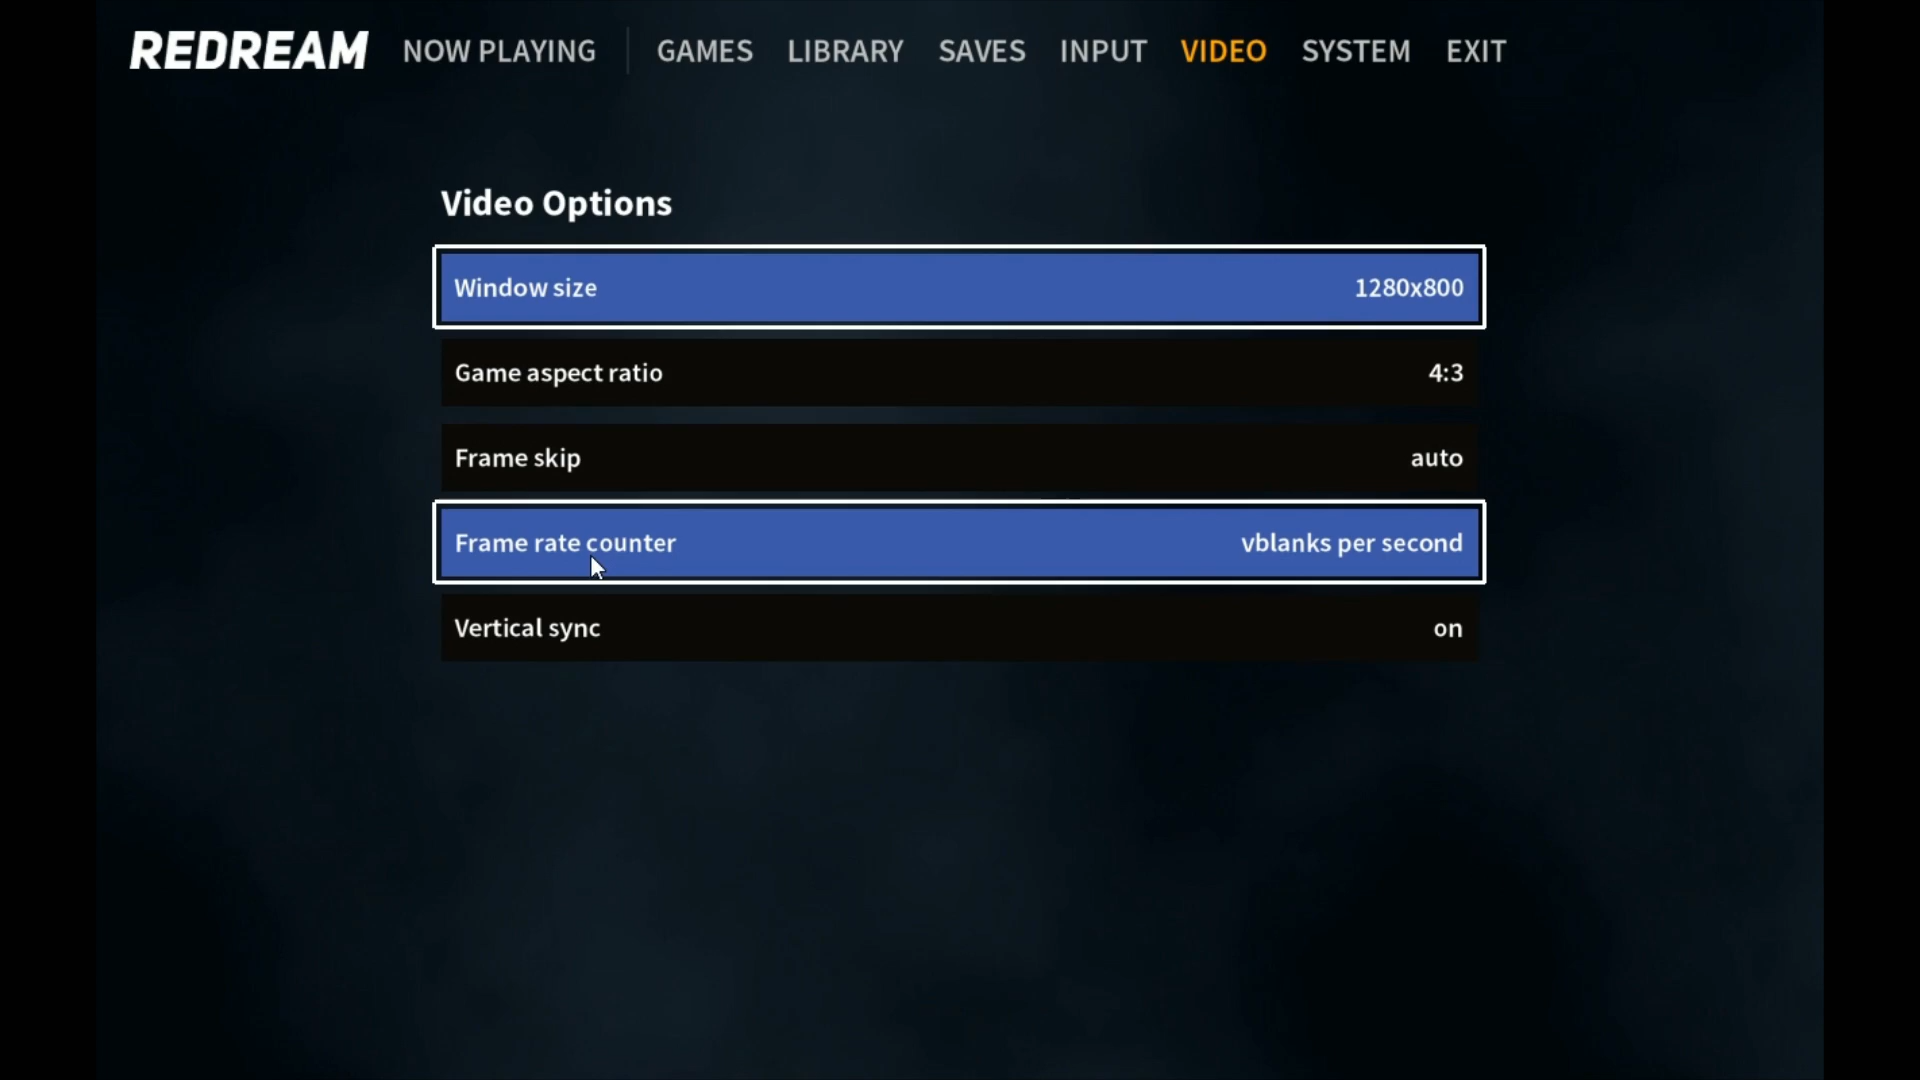 REDREAM NOW PLAYING GAMES LIBRARY SAVES INPUT VIDEO SYSTEM EXIT
Video Options
Window size 1280x800
Game aspect ratio 4:3
Frame skip auto
Frame rate counter vblanks per second
Vertical sync on